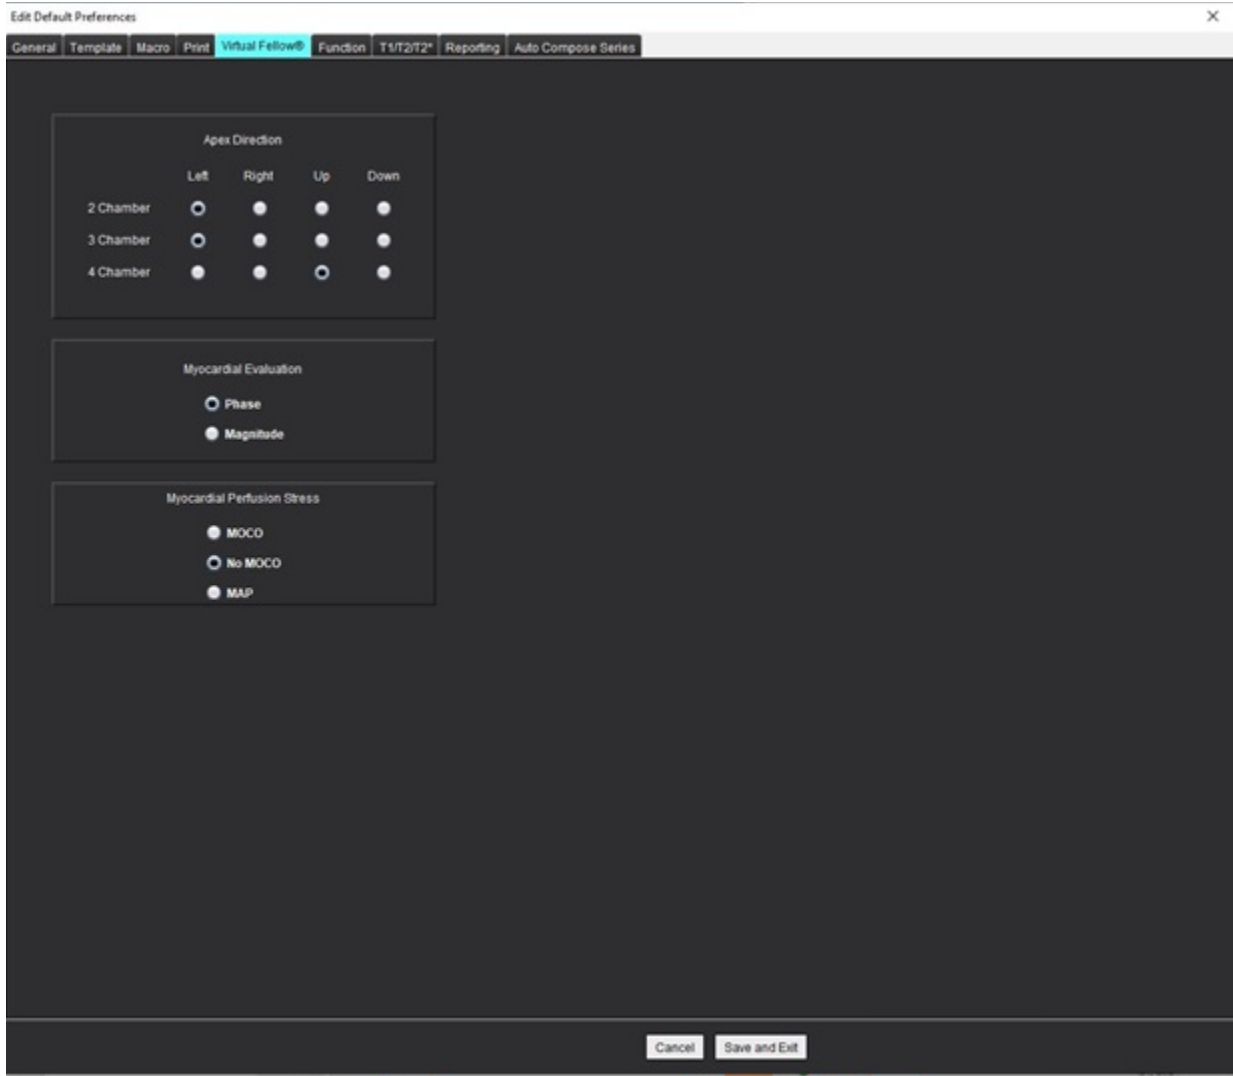 Edit Default Preferences
General Template Macro Print Virtual Fellow® Function T1/T2/T2* Reporting Auto Compose Series
Apex Direction
Left Right Up Down
2 Chamber
3 Chamber
4 Chamber
Myocardial Evaluation
Phase
Magnitude
Myocardial Perfusion Stress
MOCO
No MOCO
MAP
Cancel Save and Exit